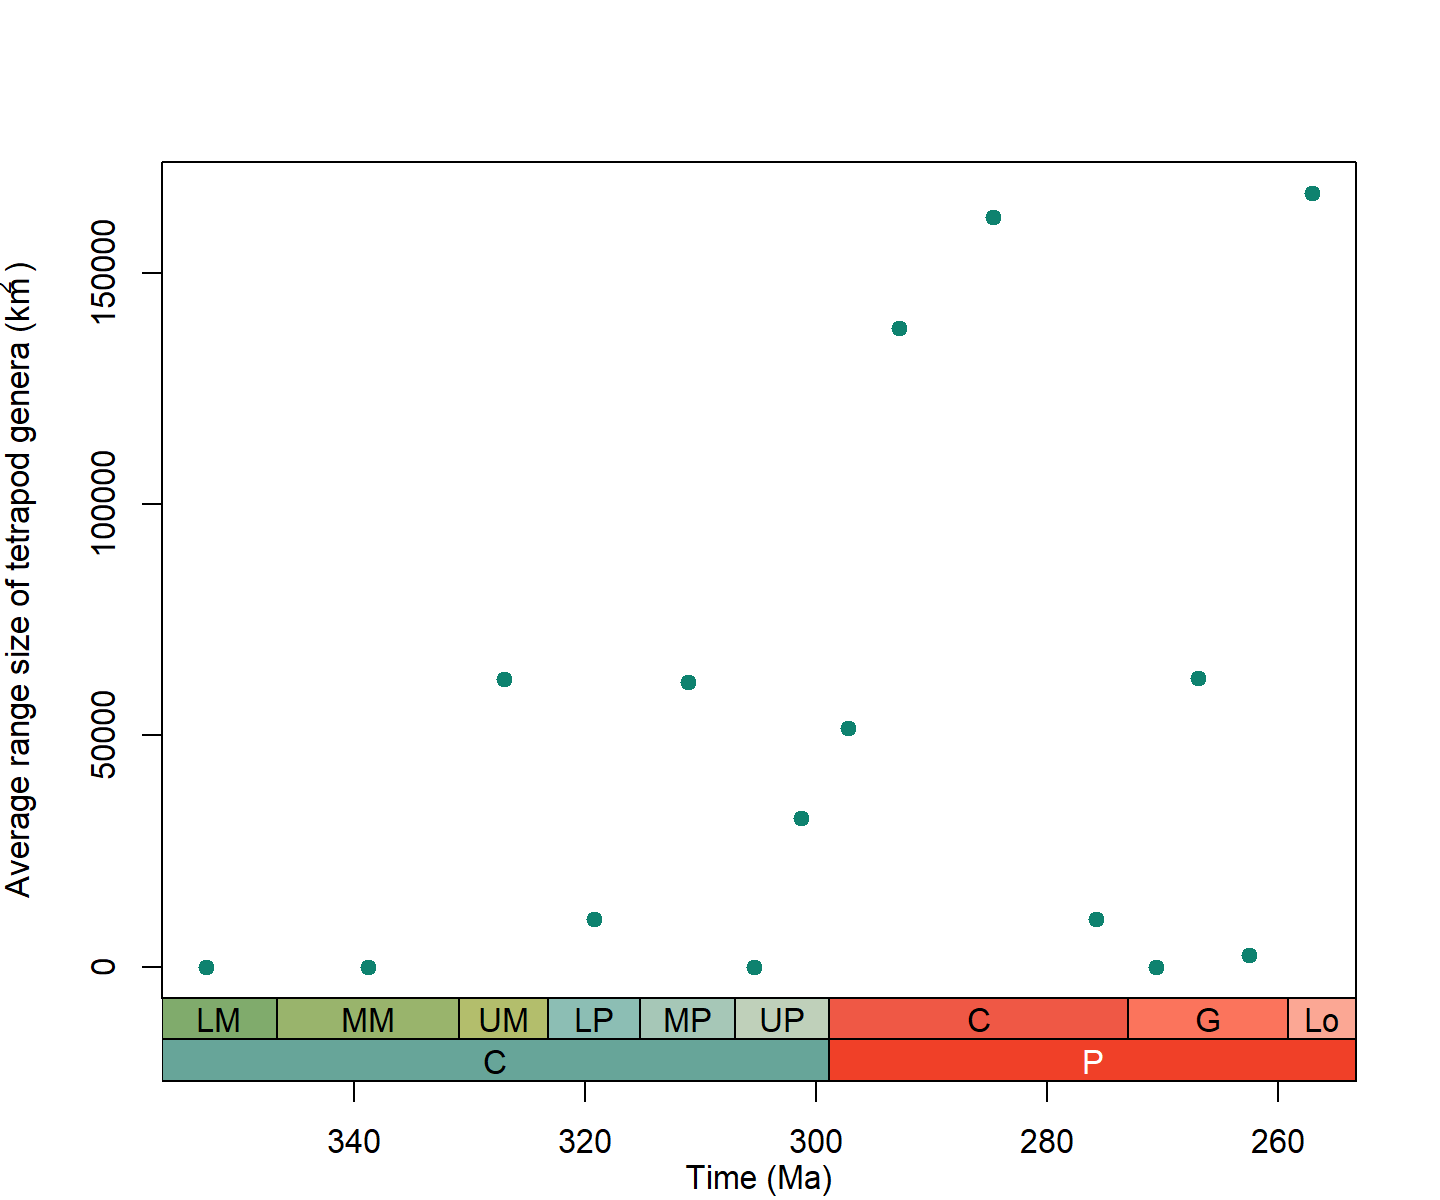 Average range size of tetrapod genera (km²)
150000
100000
50000
0
LM MM UM LP MP UP C G Lo
C P
340 320 300 280 260
Time (Ma)